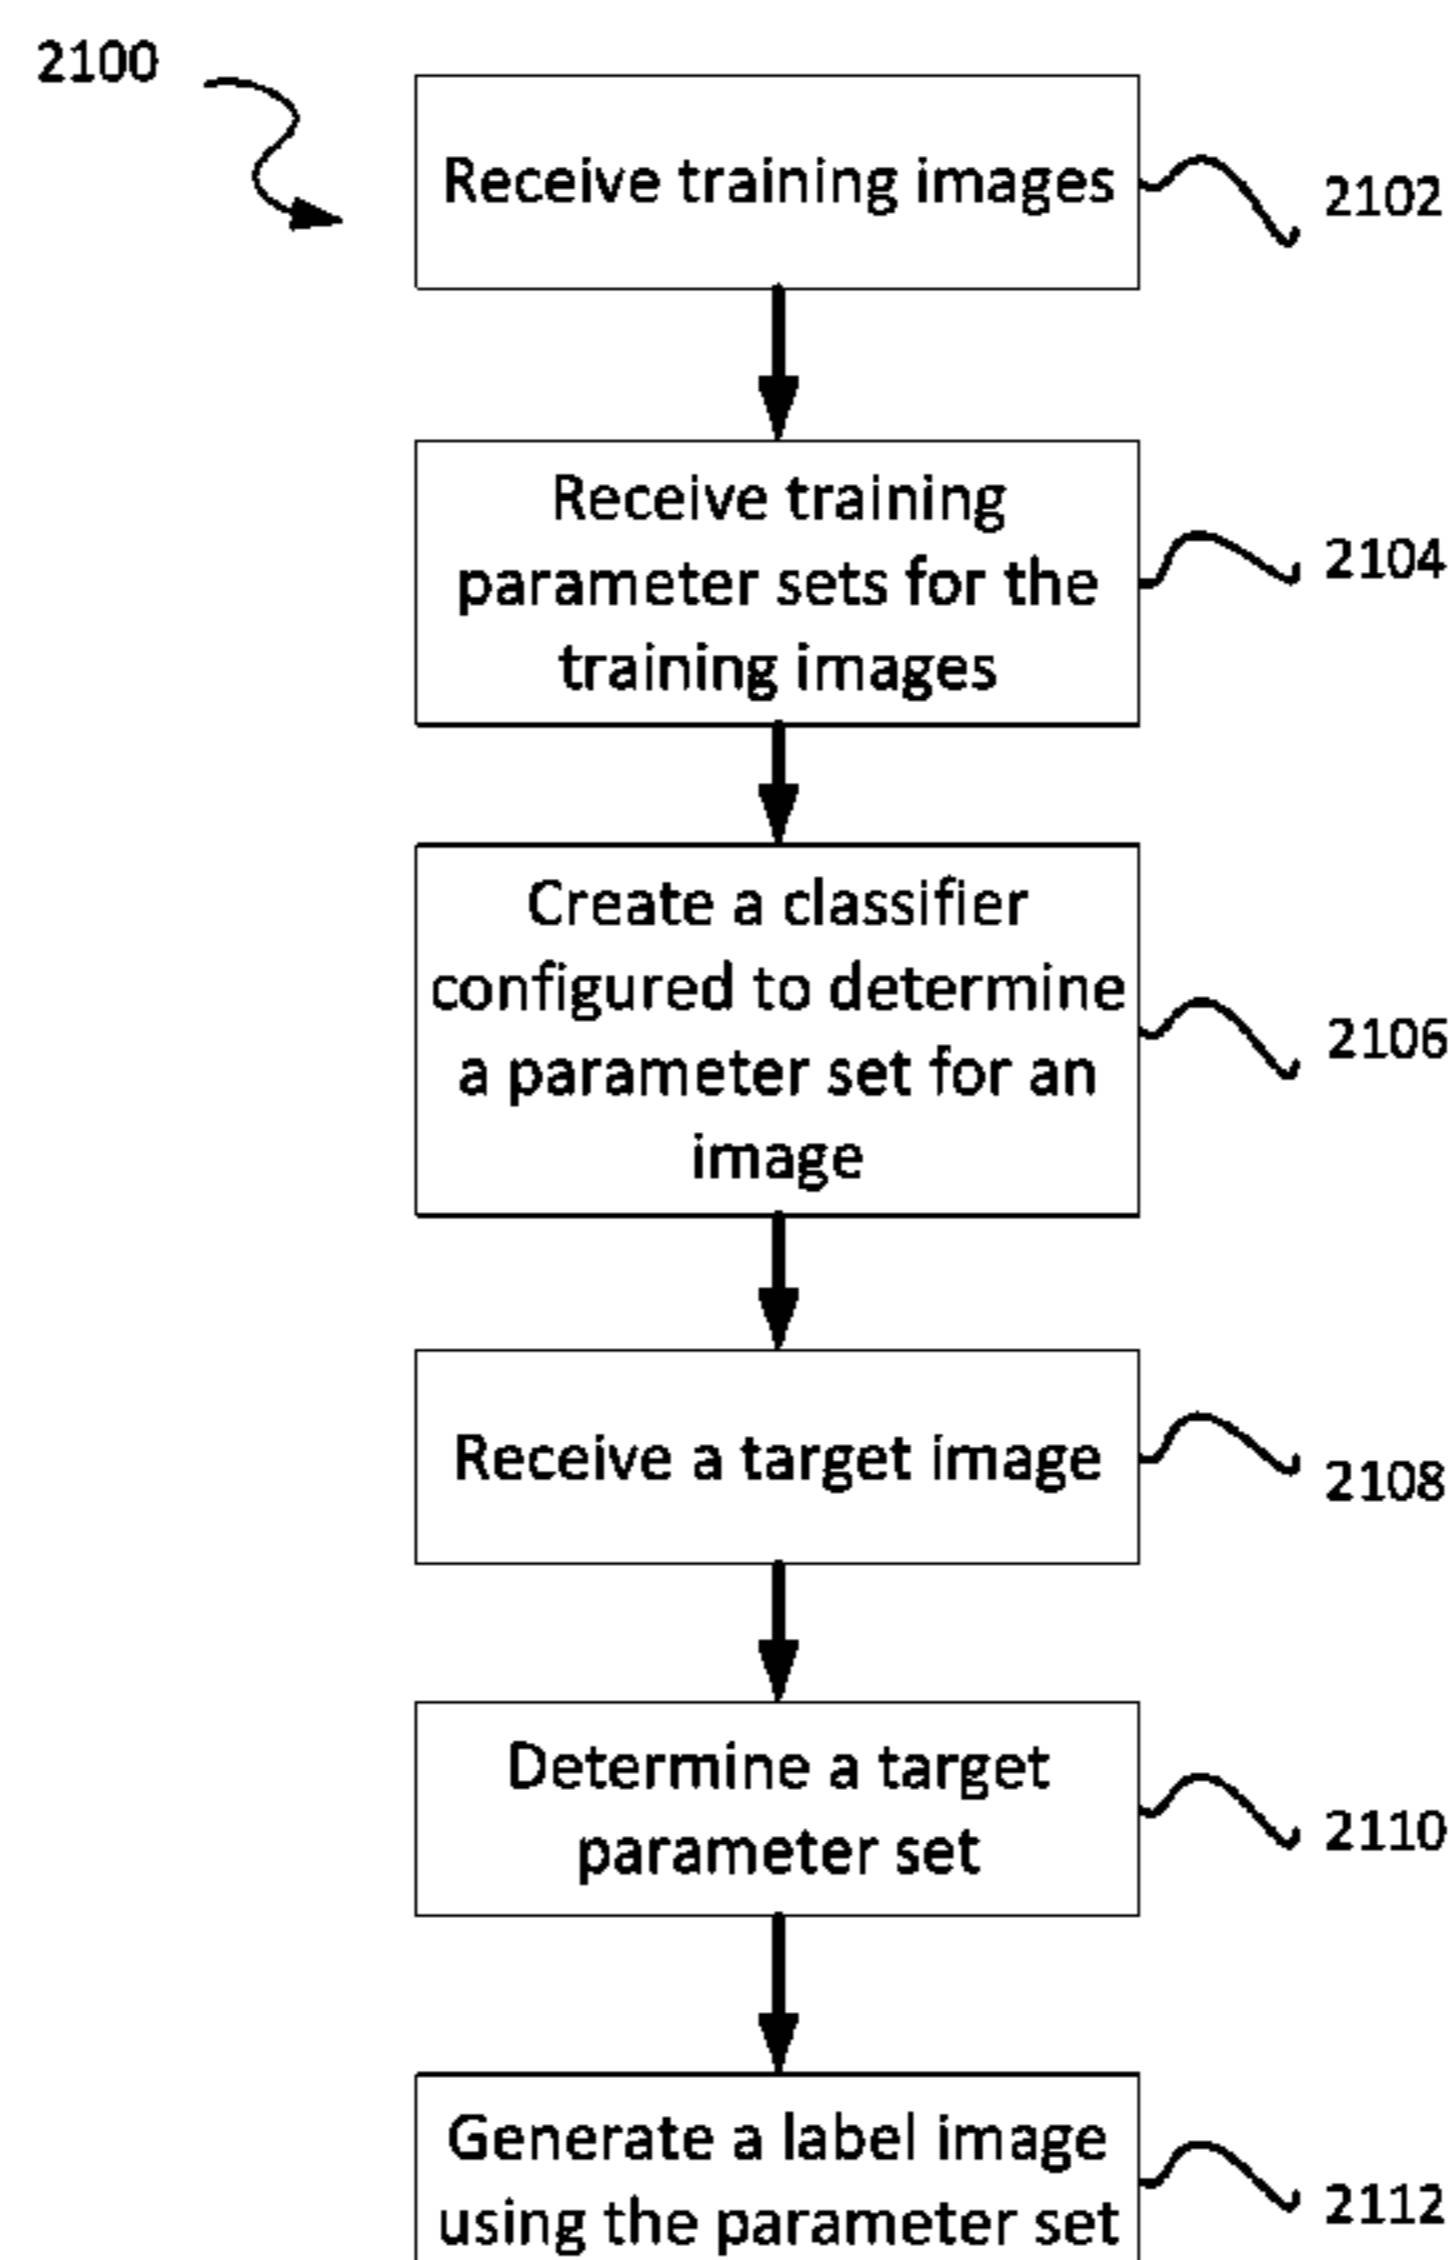 2100
Receive training images
2102
Receive training
parameter sets for the
training images
2104
Create a classifier
configured to determine
a parameter set for an
image
2106
Receive a target image
2108
Determine a target
parameter set
2110
Generate a label image
using the parameter set
2112